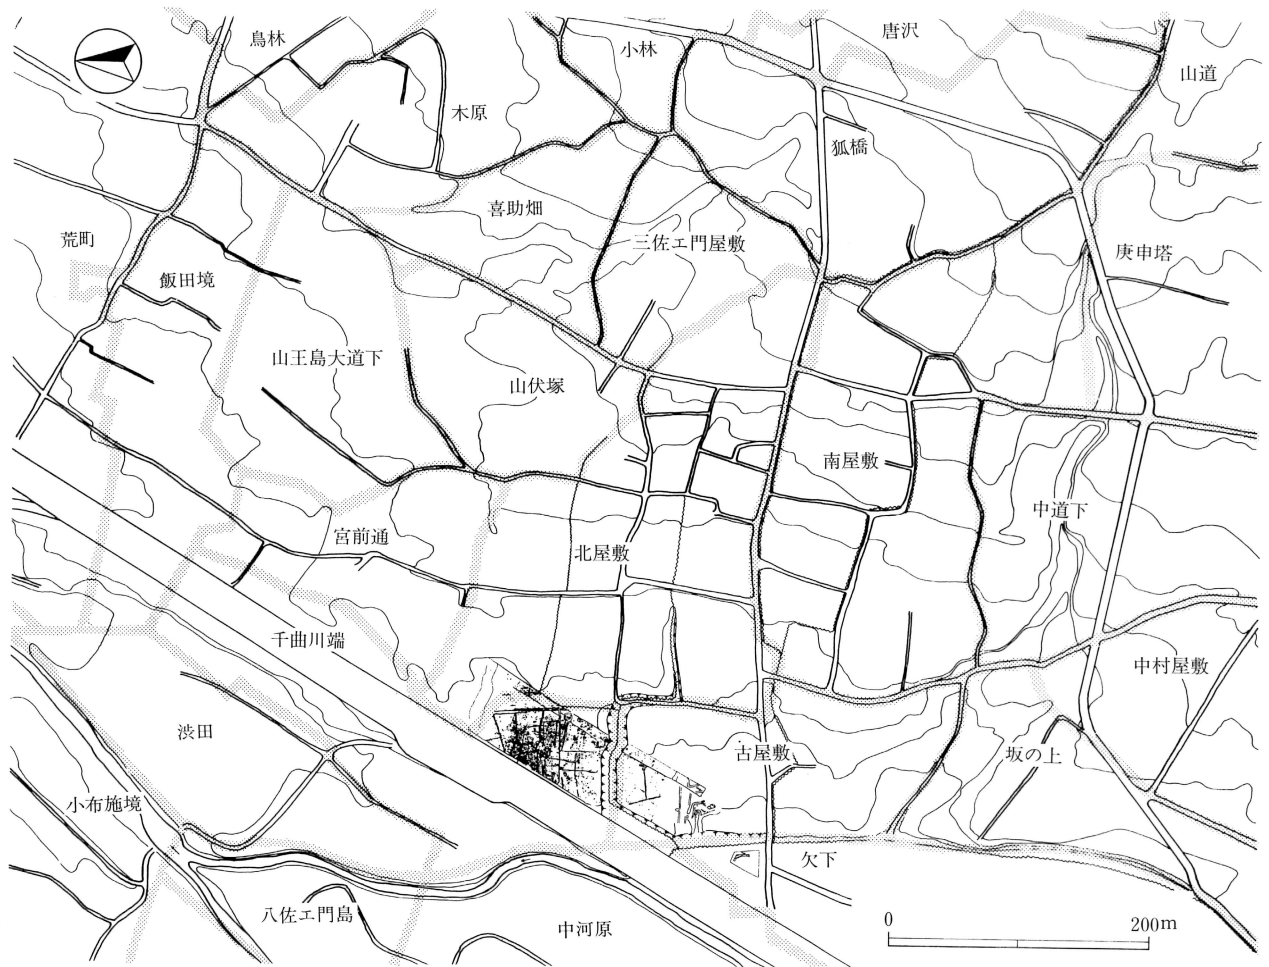 唐沢
鳥林
小林
山道
木原
狐橋
喜助畑
荒町
三佐エ門屋敷
庚申塔
飯田境
山王島大道下
山伏塚
南屋敷
中道下
宮前通
北屋敷
千曲川端
中村屋敷
渋田
古屋敷
坂の上
小布施境
欠下
八佐エ門島
中河原
0
200m